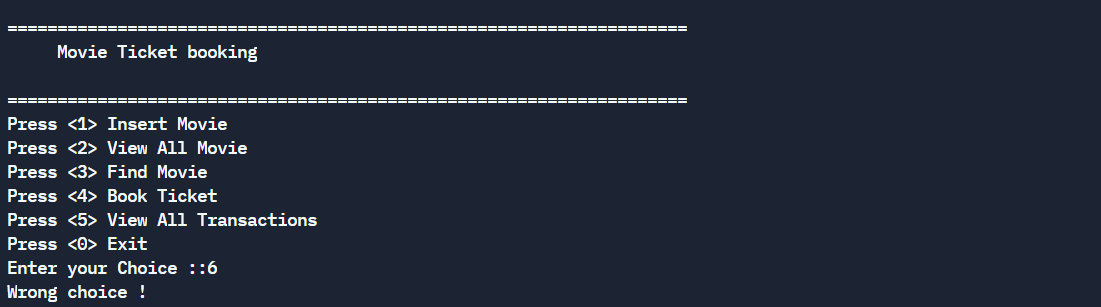 ====================================================================
     Movie Ticket booking
====================================================================
Press <1> Insert Movie
Press <2> View All Movie
Press <3> Find Movie
Press <4> Book Ticket
Press <5> View All Transactions
Press <0> Exit
Enter your Choice ::6
Wrong choice !